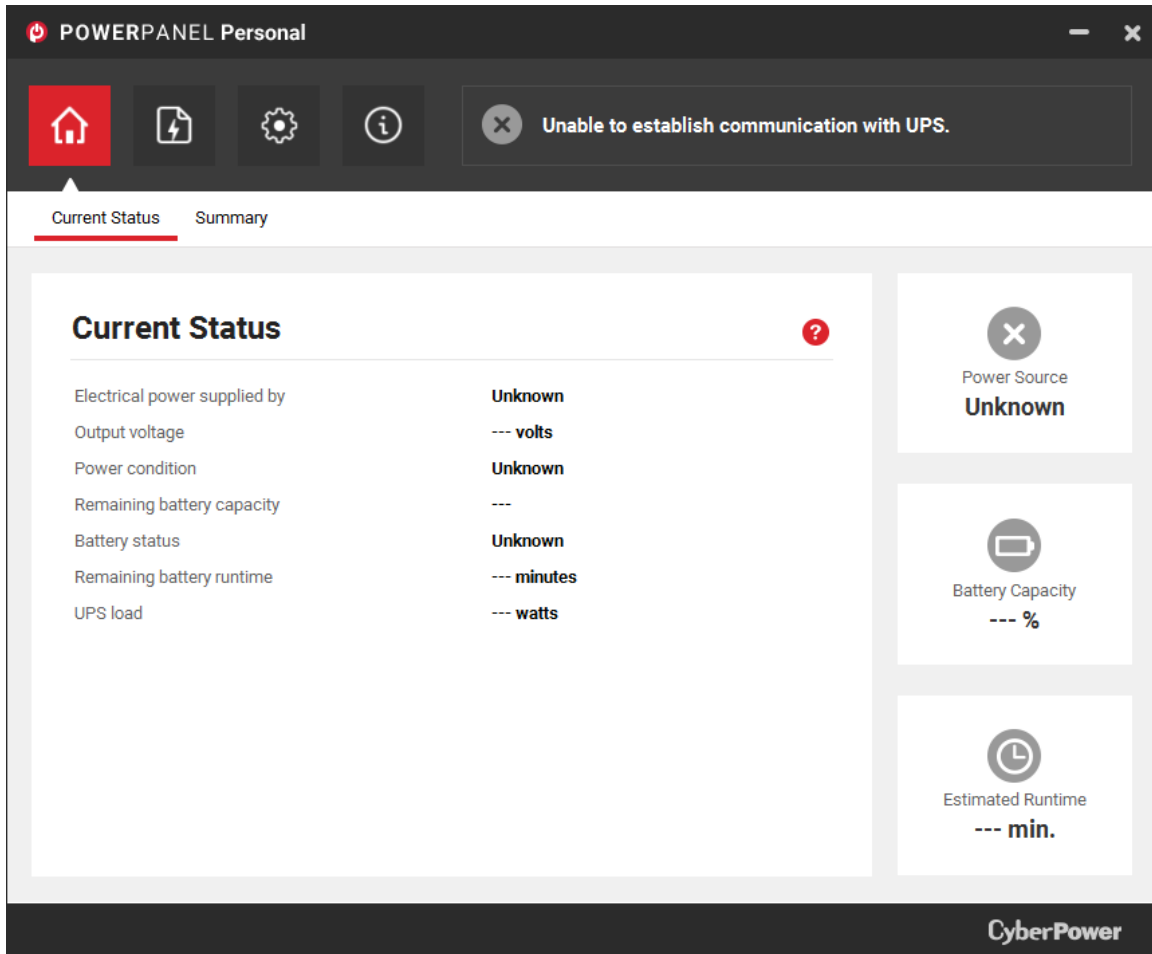 POWERPANEL Personal
Unable to establish communication with UPS.
Current Status Summary
Current Status
?
Electrical power supplied by Unknown
Output voltage --- volts
Power condition Unknown
Remaining battery capacity ---
Battery status Unknown
Remaining battery runtime --- minutes
UPS load --- watts
Power Source
Unknown
Battery Capacity
--- %
Estimated Runtime
--- min.
CyberPower